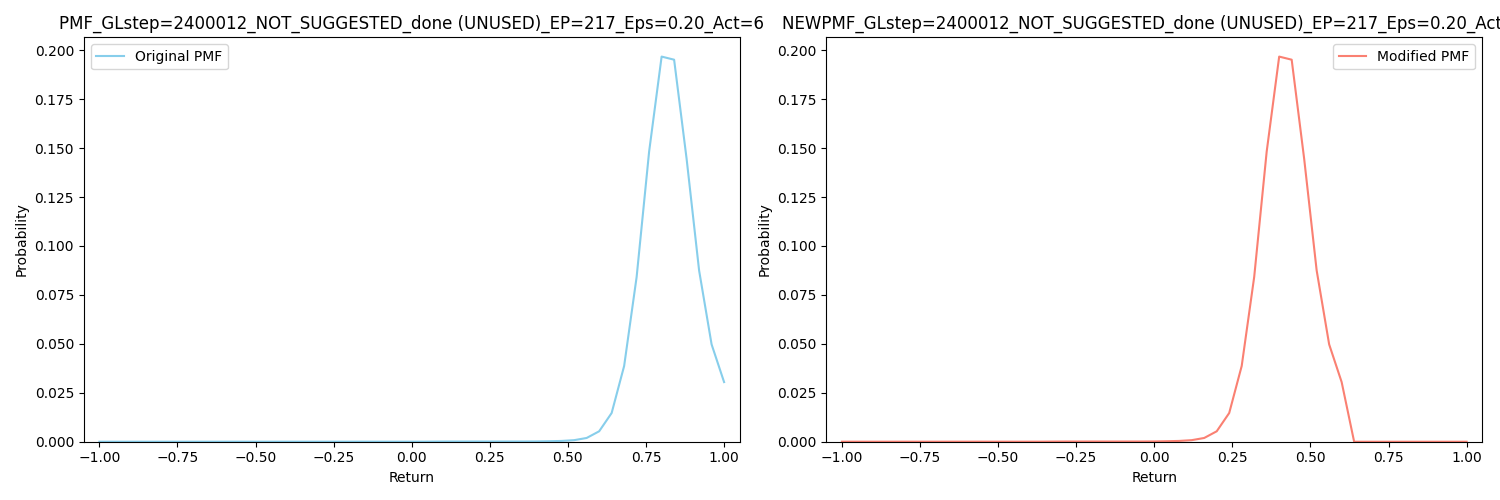 PMF_GLstep=2400012_NOT_SUGGESTED_done (UNUSED)_EP=217_Eps=0.20_Act=6
Original PMF
0.200
0.175
0.150
0.125
0.100
0.075
0.050
0.025
0.000
Probability
−1.00 −0.75 −0.50 −0.25 0.00 0.25 0.50 0.75 1.00
Return
NEWPMF_GLstep=2400012_NOT_SUGGESTED_done (UNUSED)_EP=217_Eps=0.20_Act
Modified PMF
0.200
0.175
0.150
0.125
0.100
0.075
0.050
0.025
0.000
Probability
−1.00 −0.75 −0.50 −0.25 0.00 0.25 0.50 0.75 1.00
Return